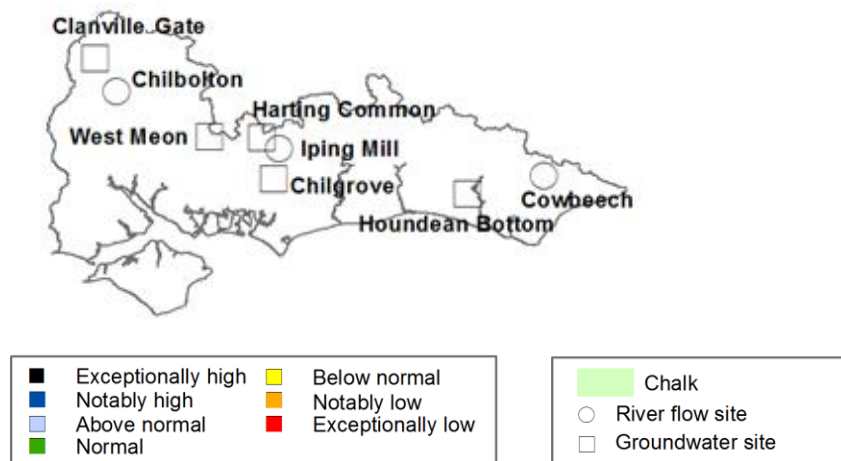 Clanville Gate
Chilbolton
Harting Common
West Meon
Iping Mill
Chilgrove
Cowbeech
Houndean Bottom
Exceptionally high
Notably high
Above normal
Normal
Below normal
Notably low
Exceptionally low
Chalk
River flow site
Groundwater site